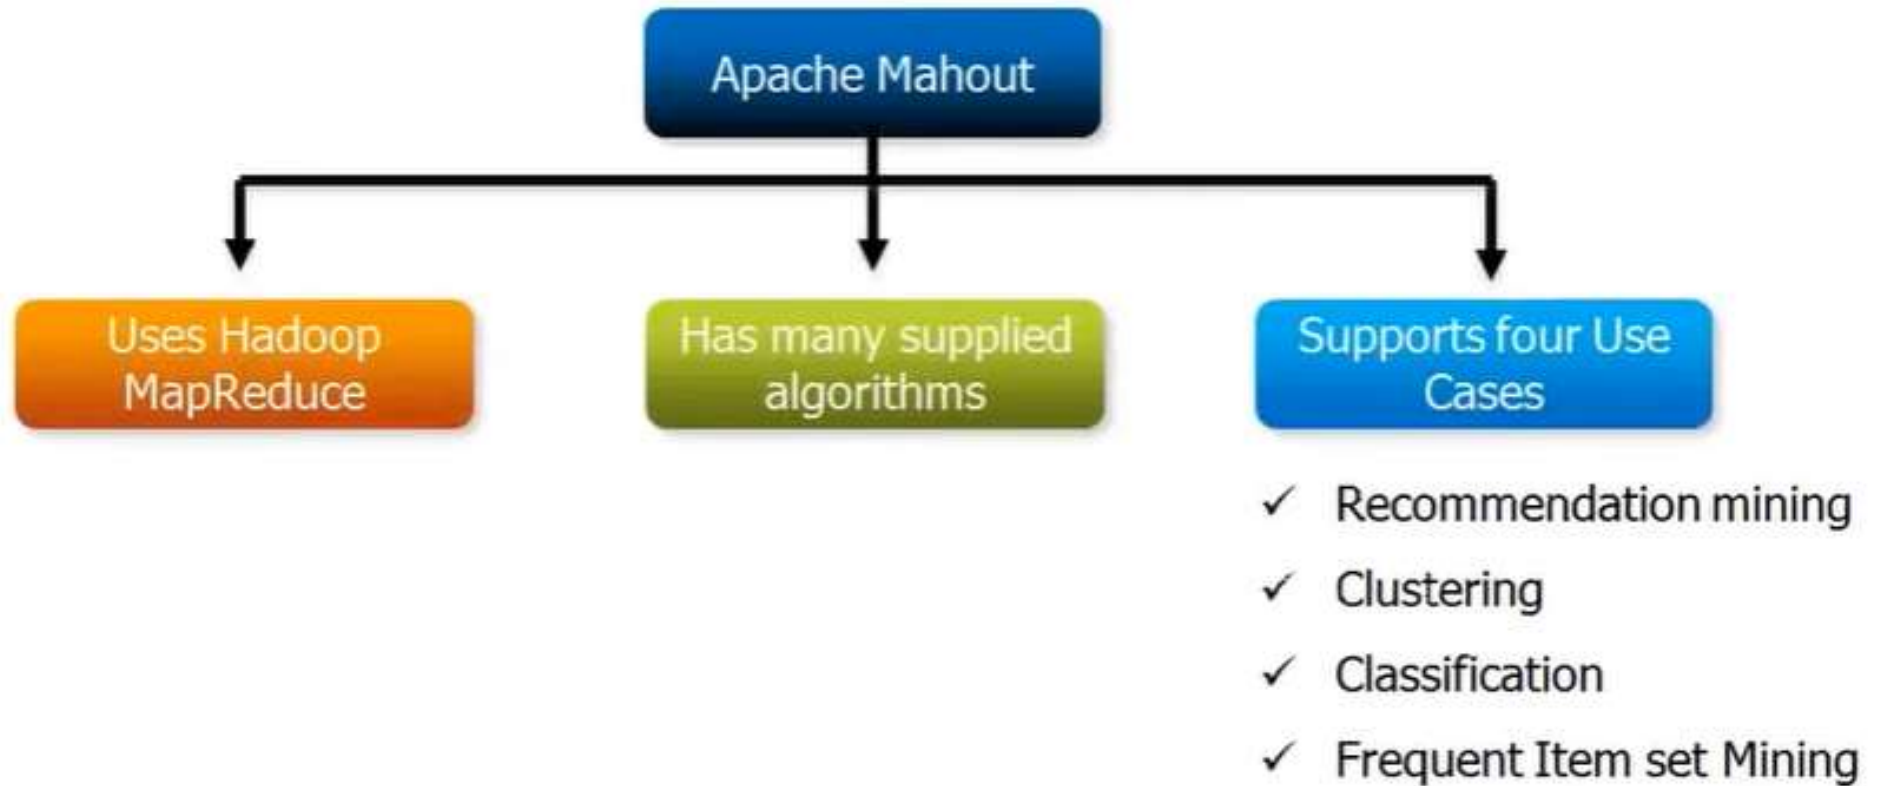 Apache Mahout
Uses Hadoop
MapReduce
Has many supplied
algorithms
Supports four Use
Cases
✓ Recommendation mining
✓ Clustering
✓ Classification
✓ Frequent Item set Mining